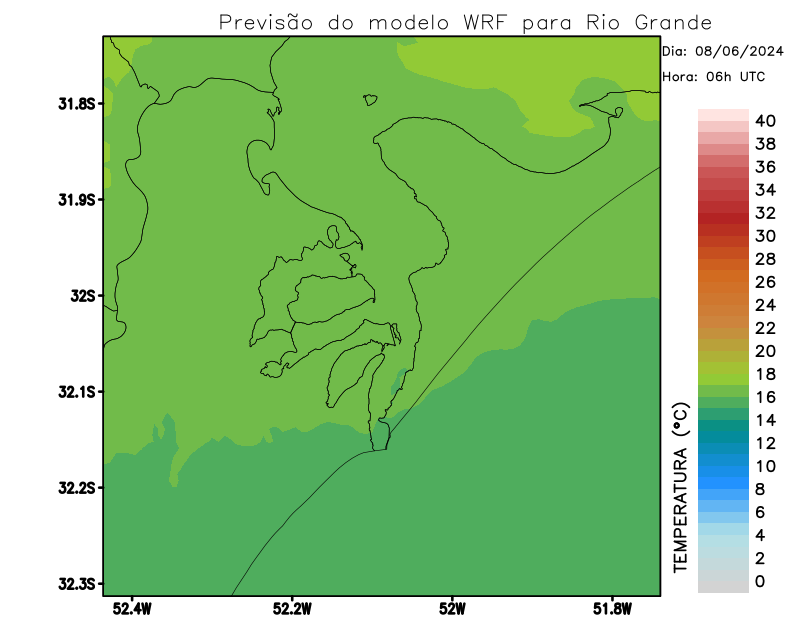 Previsão do modelo WRF para Rio Grande
Dia: 08/06/2024
Hora: 06h UTC
31.8S
31.9S
32S
32.1S
32.2S
32.3S
52.4W
52.2W
52W
51.8W
40
38
36
34
32
30
28
26
24
22
20
18
16
14
12
10
8
6
4
2
0
TEMPERATURA (°C)